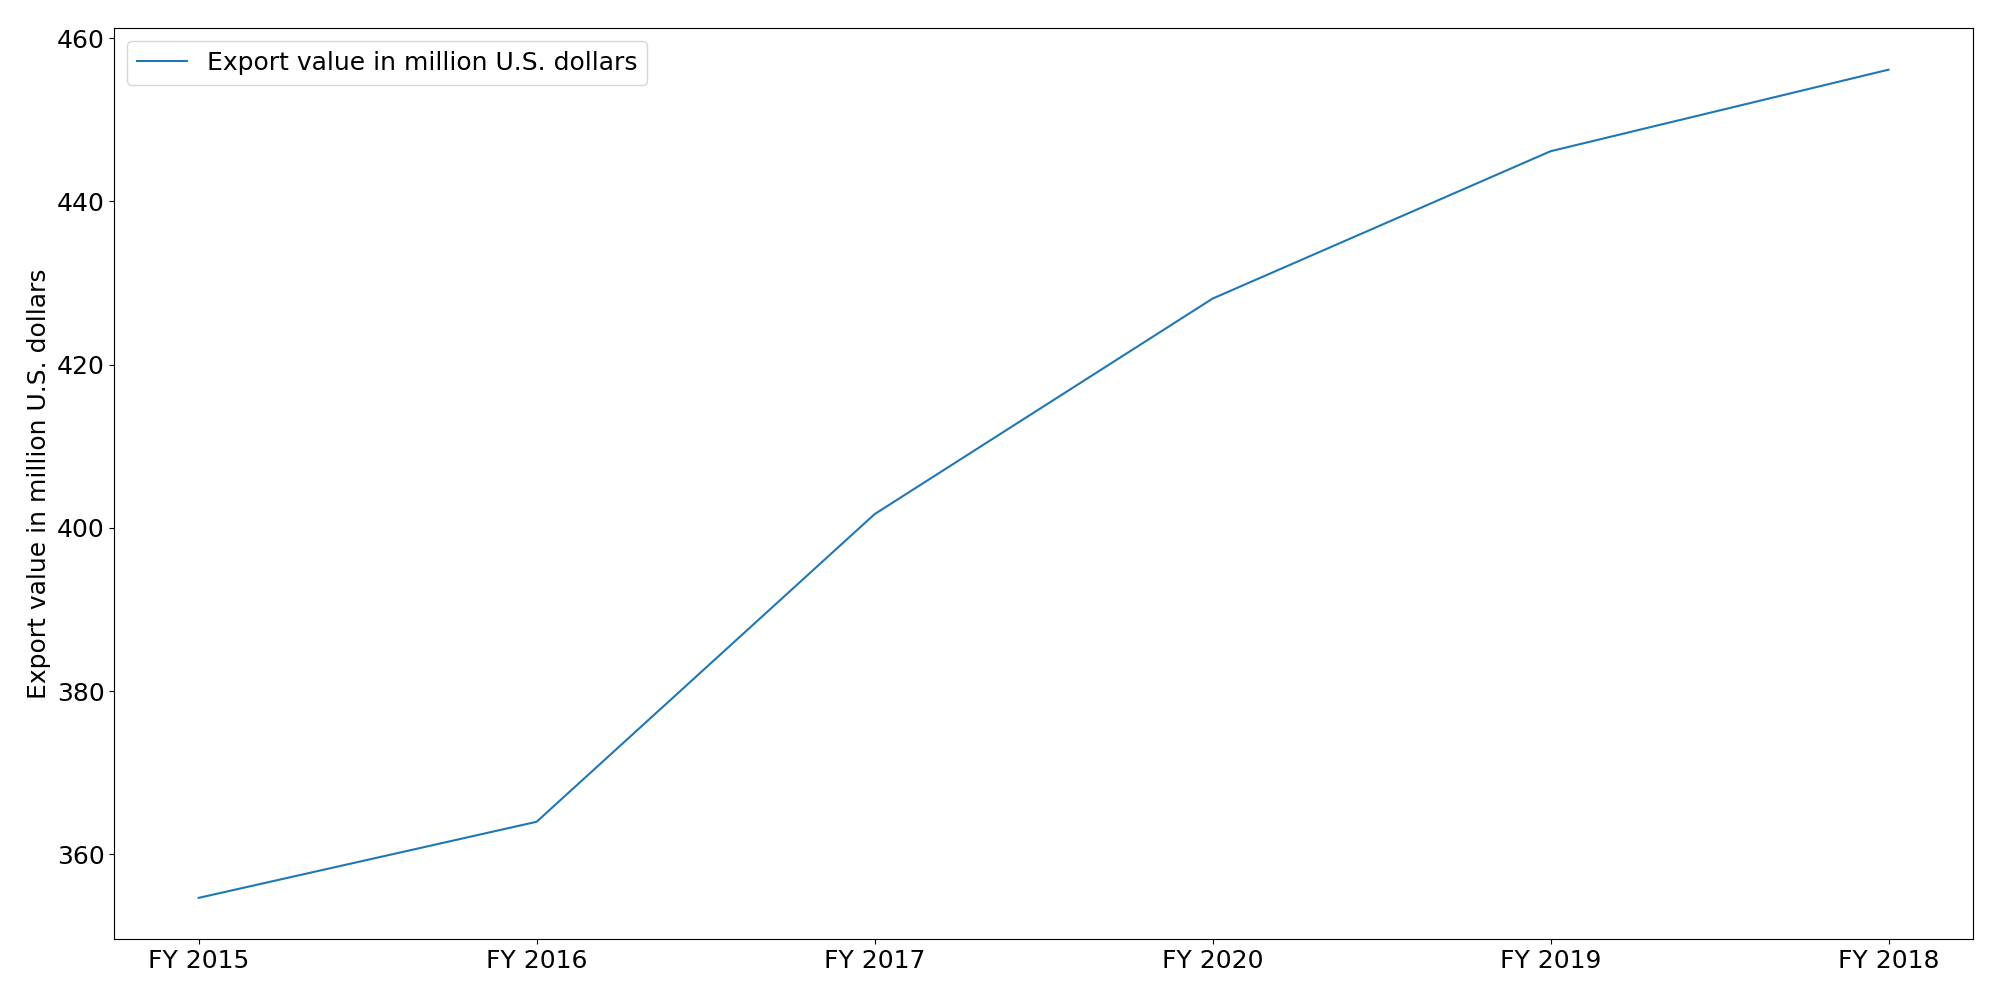 Export value in million U.S. dollars
Export value in million U.S. dollars
460
440
420
400
380
360
FY 2015
FY 2016
FY 2017
FY 2020
FY 2019
FY 2018